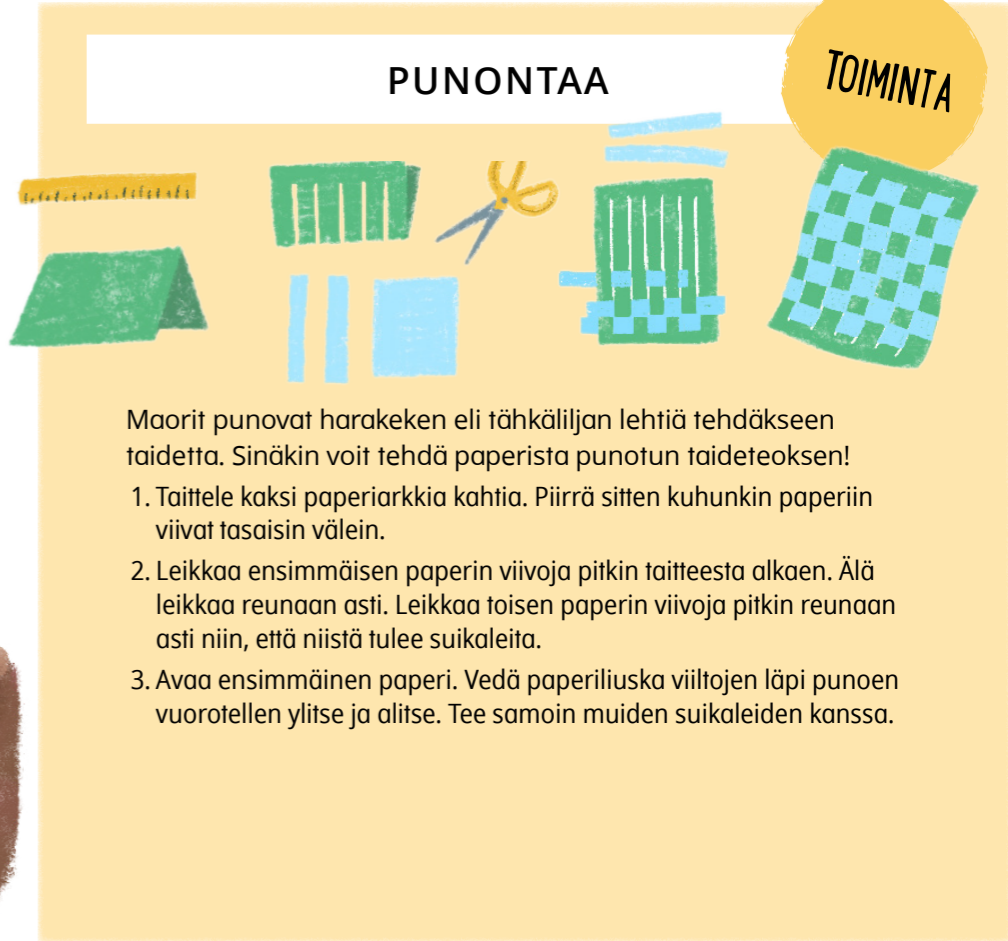 PUNONTAA
TOIMINTA
Maorit punovat harakeken eli tähkäliljan lehtiä tehdäkseen
taidetta. Sinäkin voit tehdä paperista punotun taideteoksen!
1. Taittele kaksi paperiarkkia kahtia. Piirrä sitten kuhunkin paperiin
viivat tasaisin välein.
2. Leikkaa ensimmäisen paperin viivoja pitkin taitteesta alkaen. Älä
leikkaa reunaan asti. Leikkaa toisen paperin viivoja pitkin reunaan
asti niin, että niistä tulee suikaleita.
3. Avaa ensimmäinen paperi. Vedä paperiliuska viiltojen läpi punoen
vuorotellen ylitse ja alitse. Tee samoin muiden suikaleiden kanssa.